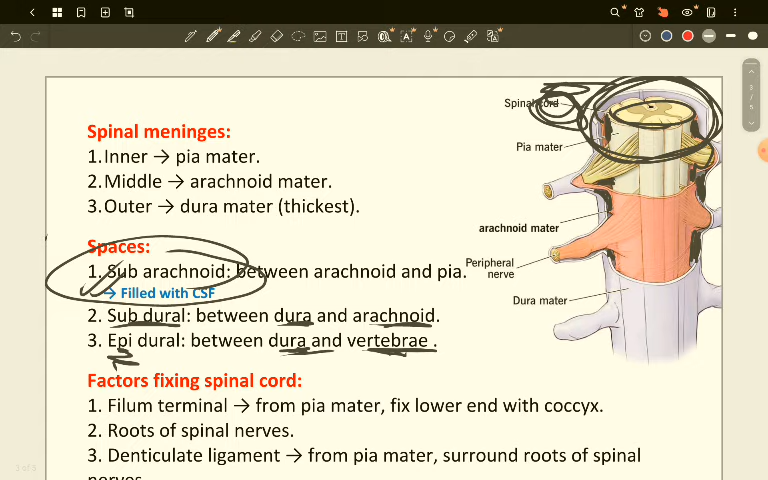 Spinal meninges:
1. Inner → pia mater.
2. Middle → arachnoid mater.
3. Outer → dura mater (thickest).
Spaces:
1. Sub arachnoid: between arachnoid and pia.
→ Filled with CSF
2. Sub dural: between dura and arachnoid.
3. Epi dural: between dura and vertebrae .
Factors fixing spinal cord:
1. Filum terminal → from pia mater, fix lower end with coccyx.
2. Roots of spinal nerves.
3. Denticulate ligament → from pia mater, surround roots of spinal
nerves.
Spinal cord
Pia mater
arachnoid mater
Peripheral
nerve
Dura mater
3
/
5